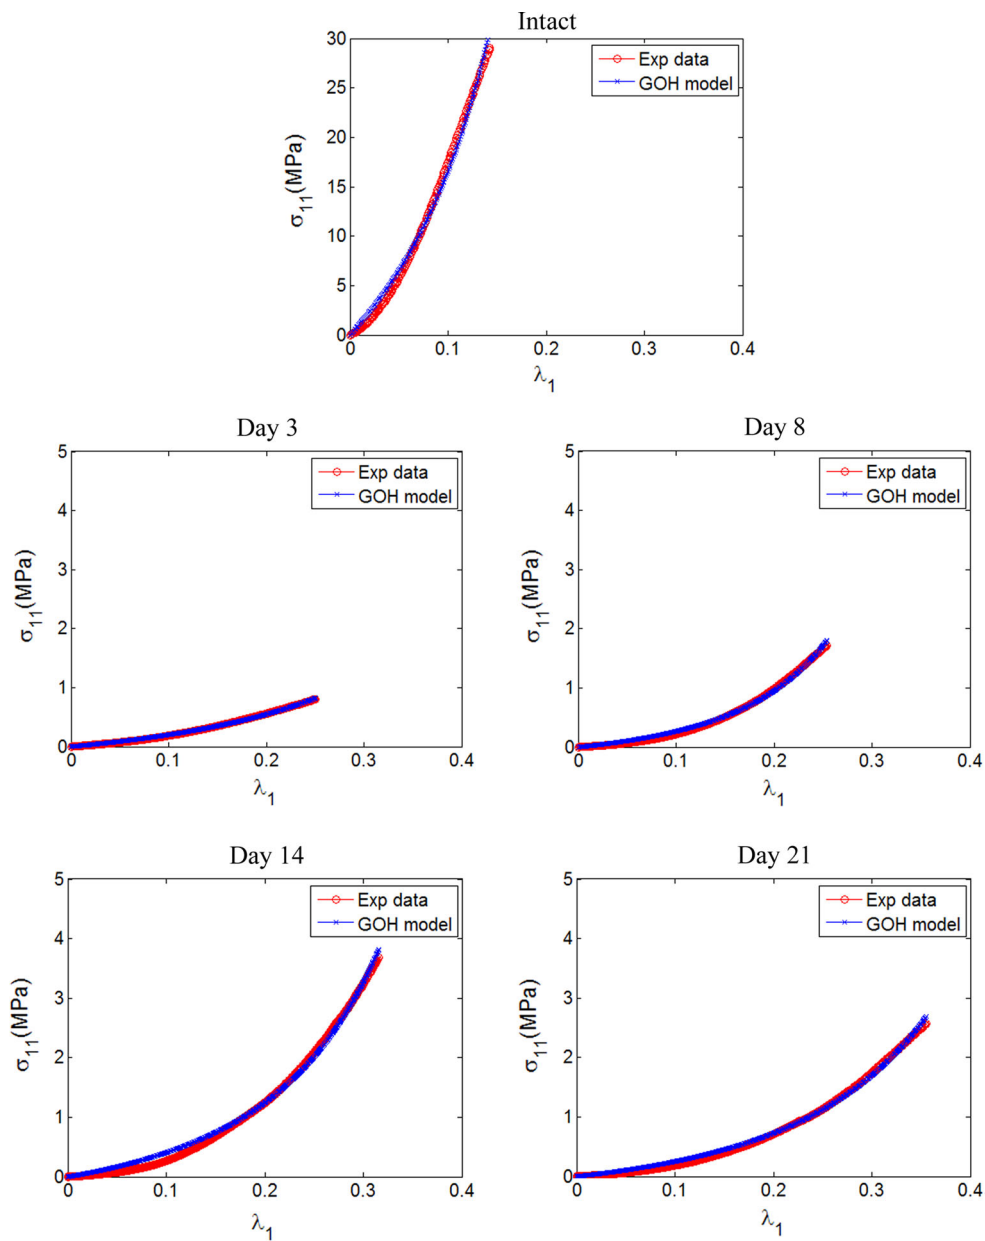 Intact
30
25
20
15
10
5
0
σ11(MPa)
Exp data
GOH model
0 0.1 0.2 0.3 0.4
λ1
Day 3
5
4
3
2
1
0
σ11(MPa)
Exp data
GOH model
0 0.1 0.2 0.3 0.4
λ1
Day 8
5
4
3
2
1
0
σ11(MPa)
Exp data
GOH model
0 0.1 0.2 0.3 0.4
λ1
Day 14
5
4
3
2
1
0
σ11(MPa)
Exp data
GOH model
0 0.1 0.2 0.3 0.4
λ1
Day 21
5
4
3
2
1
0
σ11(MPa)
Exp data
GOH model
0 0.1 0.2 0.3 0.4
λ1